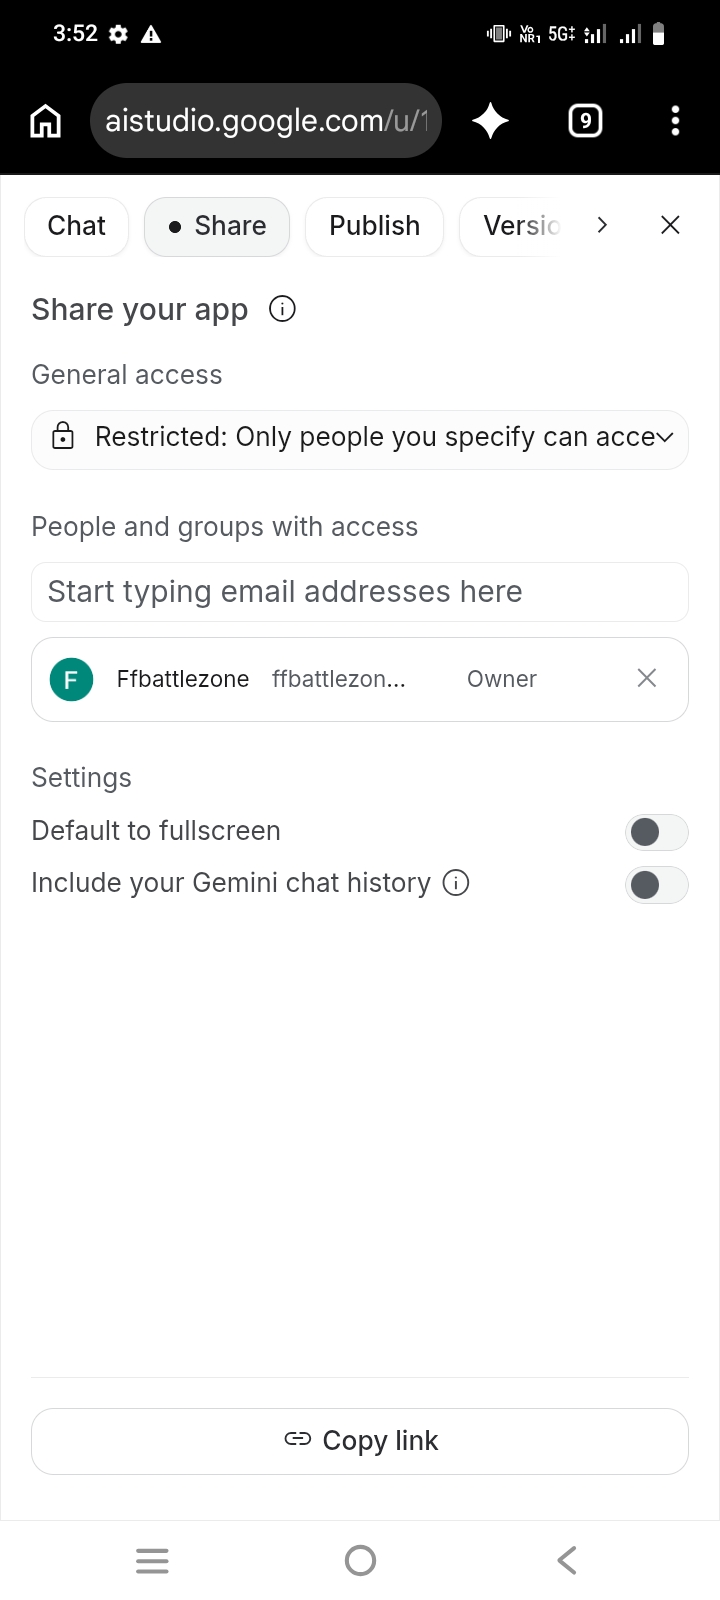 3:52 Vo NR1 5G‡
aistudio.google.com/u/1 9
Chat Share Publish Versio
Share your app
General access
Restricted: Only people you specify can acce
People and groups with access
Start typing email addresses here
F Ffbattlezone ffbattlezon... Owner
Settings
Default to fullscreen
Include your Gemini chat history
Copy link